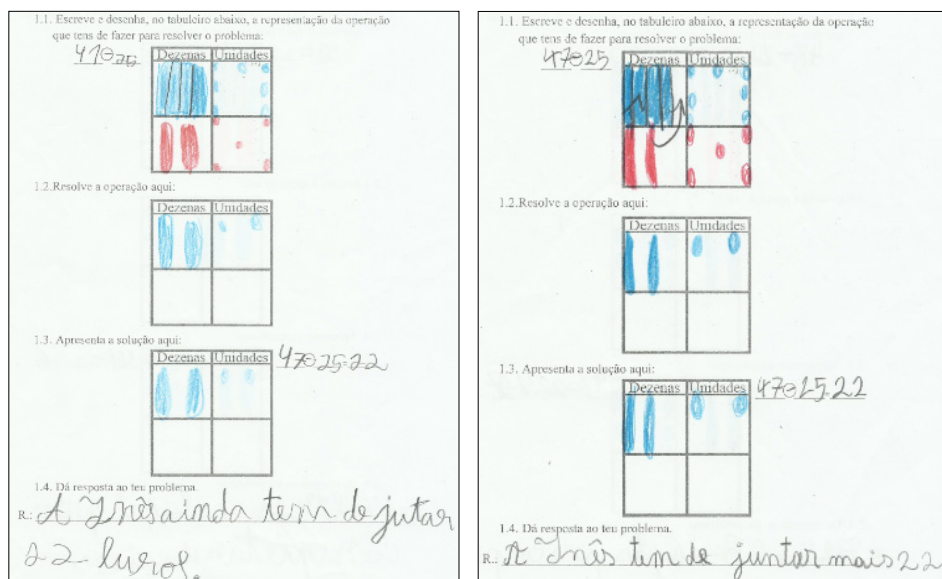 1.1. Escreve e desenha, no tabuleiro abaixo, a representação da operação
que tens de fazer para resolver o problema:
47⊖25
Dezenas Unidades
1.2.Resolve a operação aqui:
Dezenas Unidades
1.3. Apresenta a solução aqui:
Dezenas Unidades
47⊖25=22
1.4. Dá resposta ao teu problema.
R.: A Inês ainda tem de jutar
22 luros.
1.1. Escreve e desenha, no tabuleiro abaixo, a representação da operação
que tens de fazer para resolver o problema:
47⊖25
Dezenas Unidades
1.2.Resolve a operação aqui:
Dezenas Unidades
1.3. Apresenta a solução aqui:
Dezenas Unidades
47⊖25=22
1.4. Dá resposta ao teu problema.
R.: A Inês tem de juntar mais 22